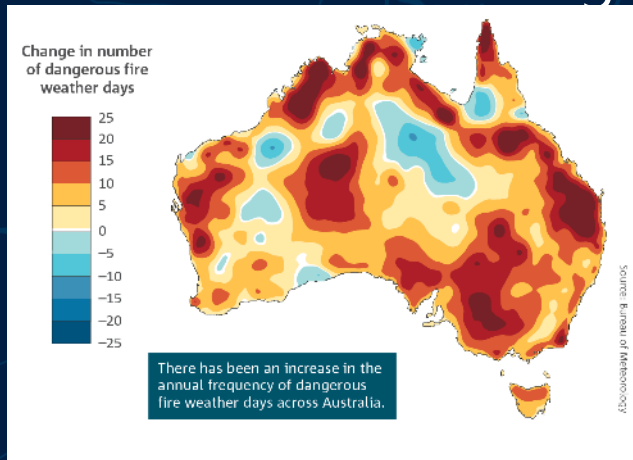 Change in number
of dangerous fire
weather days
25
20
15
10
5
0
−5
−10
−15
−20
−25
There has been an increase in the
annual frequency of dangerous
fire weather days across Australia.
Source: Bureau of Meteorology